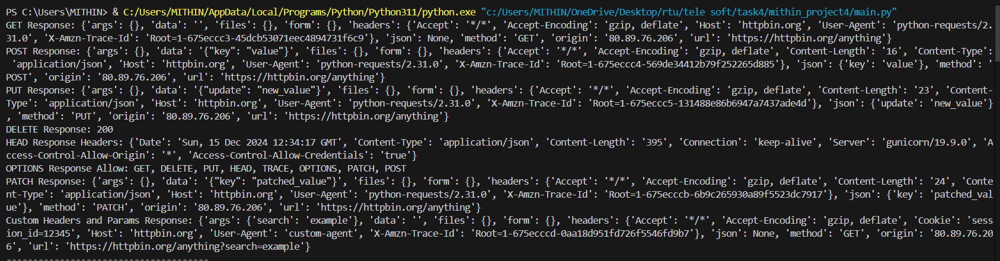 PS C:\Users\MITHIN> & C:/Users/MITHIN/AppData/Local/Programs/Python/Python311/python.exe "c:/Users/MITHIN/OneDrive/Desktop/rtu/tele soft/task4/mithin_project4/main.py"
GET Response: {'args': {}, 'data': '', 'files': {}, 'form': {}, 'headers': {'Accept': '*/*', 'Accept-Encoding': 'gzip, deflate', 'Host': 'httpbin.org', 'User-Agent': 'python-requests/2.
31.0', 'X-Amzn-Trace-Id': 'Root=1-675eccc3-45dcb53071eec4894731f6c9'}, 'json': None, 'method': 'GET', 'origin': '80.89.76.206', 'url': 'https://httpbin.org/anything'}
POST Response: {'args': {}, 'data': '{"key": "value"}', 'files': {}, 'form': {}, 'headers': {'Accept': '*/*', 'Accept-Encoding': 'gzip, deflate', 'Content-Length': '16', 'Content-Type':
'application/json', 'Host': 'httpbin.org', 'User-Agent': 'python-requests/2.31.0', 'X-Amzn-Trace-Id': 'Root=1-675eccc4-569de34412b79f252265d885'}, 'json': {'key': 'value'}, 'method': '
POST', 'origin': '80.89.76.206', 'url': 'https://httpbin.org/anything'}
PUT Response: {'args': {}, 'data': '{"update": "new_value"}', 'files': {}, 'form': {}, 'headers': {'Accept': '*/*', 'Accept-Encoding': 'gzip, deflate', 'Content-Length': '23', 'Content-
Type': 'application/json', 'Host': 'httpbin.org', 'User-Agent': 'python-requests/2.31.0', 'X-Amzn-Trace-Id': 'Root=1-675eccc5-131488e86b6947a7437ade4d'}, 'json': {'update': 'new_value'}
, 'method': 'PUT', 'origin': '80.89.76.206', 'url': 'https://httpbin.org/anything'}
DELETE Response: 200
HEAD Response Headers: {'Date': 'Sun, 15 Dec 2024 12:34:17 GMT', 'Content-Type': 'application/json', 'Content-Length': '395', 'Connection': 'keep-alive', 'Server': 'gunicorn/19.9.0', 'A
ccess-Control-Allow-Origin': '*', 'Access-Control-Allow-Credentials': 'true'}
OPTIONS Response Allow: GET, DELETE, PUT, HEAD, TRACE, OPTIONS, PATCH, POST
PATCH Response: {'args': {}, 'data': '{"key": "patched_value"}', 'files': {}, 'form': {}, 'headers': {'Accept': '*/*', 'Accept-Encoding': 'gzip, deflate', 'Content-Length': '24', 'Conte
nt-Type': 'application/json', 'Host': 'httpbin.org', 'User-Agent': 'python-requests/2.31.0', 'X-Amzn-Trace-Id': 'Root=1-675ecccb-6b9c265930a89f5523dc7917'}, 'json': {'key': 'patched_val
ue'}, 'method': 'PATCH', 'origin': '80.89.76.206', 'url': 'https://httpbin.org/anything'}
Custom Headers and Params Response: {'args': {'search': 'example'}, 'data': '', 'files': {}, 'form': {}, 'headers': {'Accept': '*/*', 'Accept-Encoding': 'gzip, deflate', 'Cookie': 'sess
ion_id=12345', 'Host': 'httpbin.org', 'User-Agent': 'custom-agent', 'X-Amzn-Trace-Id': 'Root=1-675ecccd-0aa18d951fd726f5546fd9b7'}, 'json': None, 'method': 'GET', 'origin': '80.89.76.20
6', 'url': 'https://httpbin.org/anything?search=example'}
--------------------------------------